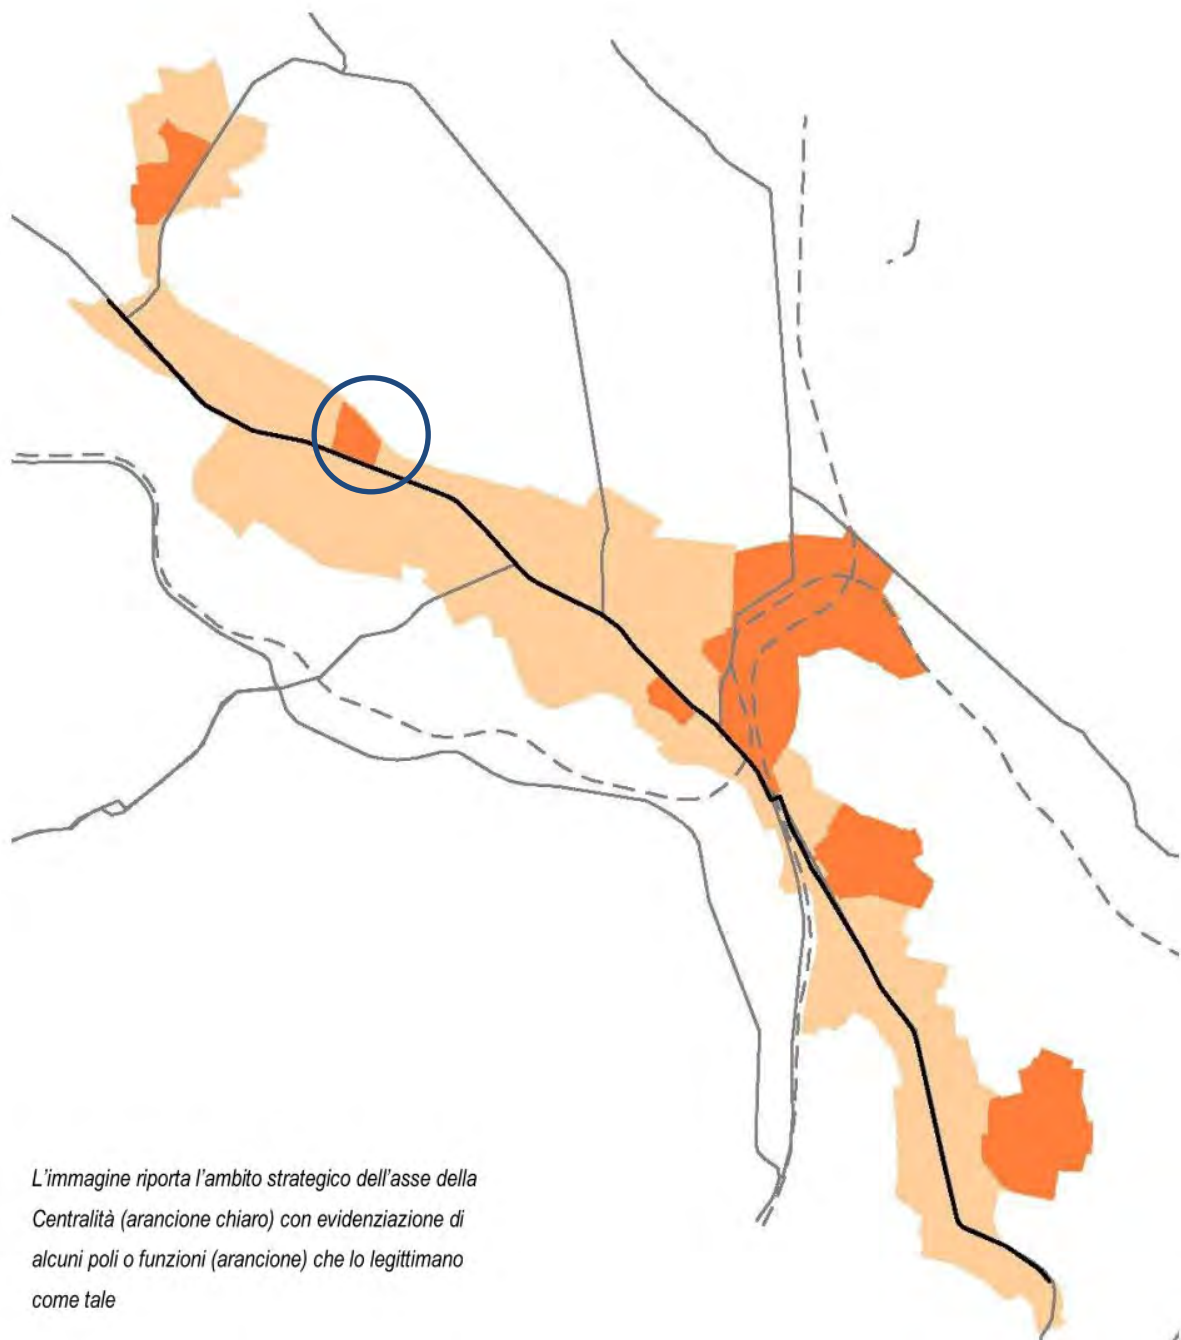 L'immagine riporta l'ambito strategico dell'asse della
Centralità (arancione chiaro) con evidenziazione di
alcuni poli o funzioni (arancione) che lo legittimano
come tale